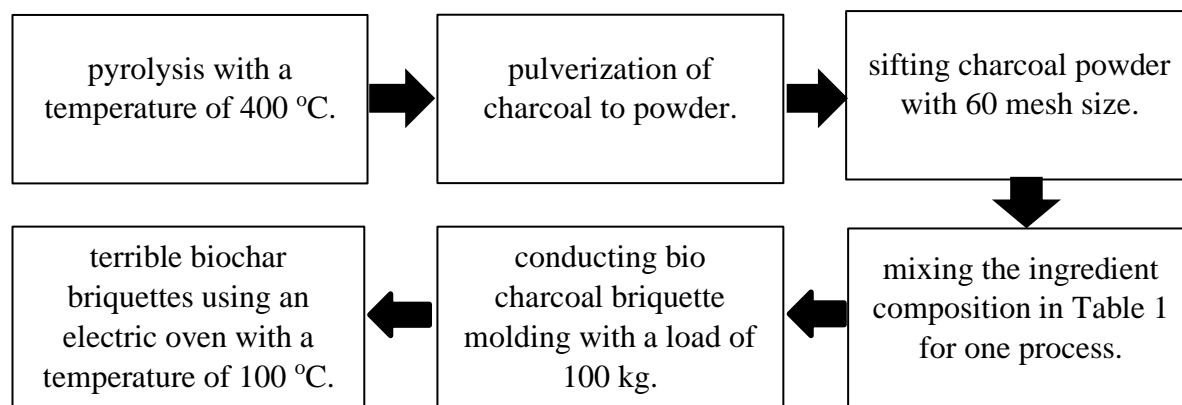 pyrolysis with a
temperature of 400 °C.
pulverization of
charcoal to powder.
sifting charcoal powder
with 60 mesh size.
mixing the ingredient
composition in Table 1
for one process.
conducting bio
charcoal briquette
molding with a load of
100 kg.
terrible biochar
briquettes using an
electric oven with a
temperature of 100 °C.